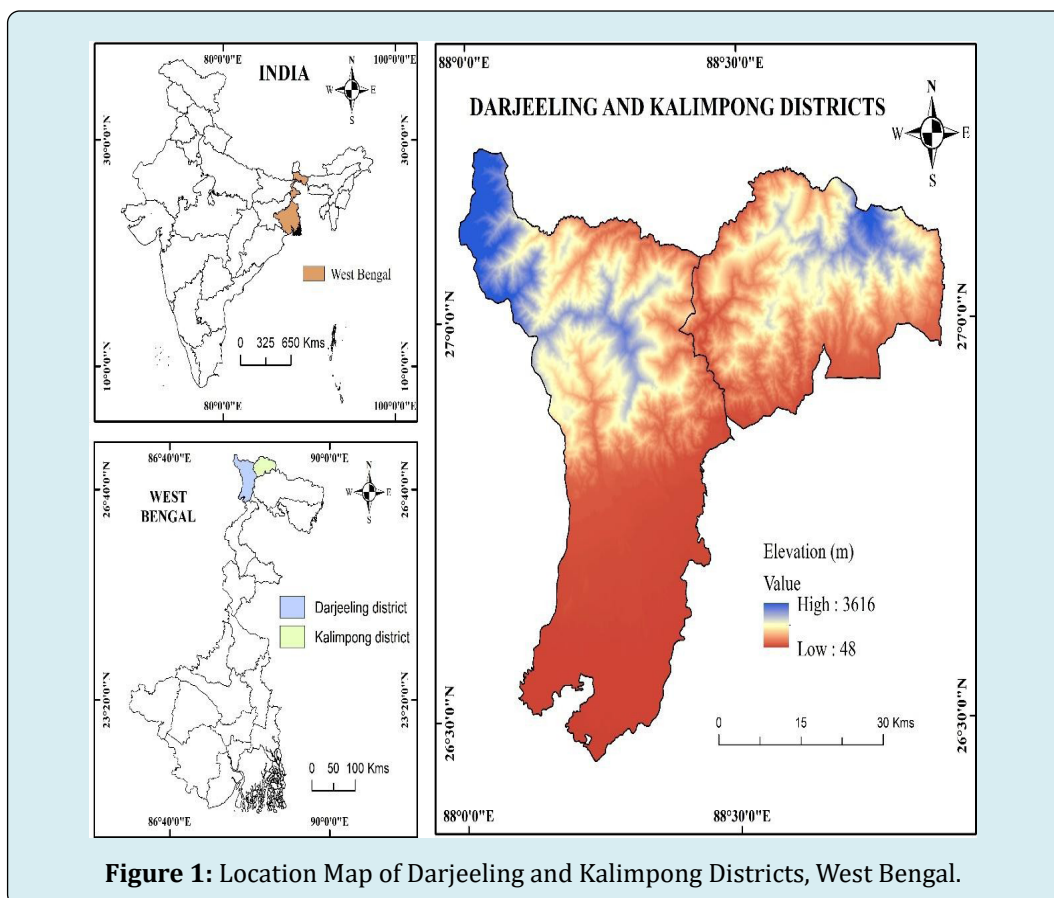 80°0'0"E 100°0'0"E
INDIA
N
W E
S
30°0'0"N
30°0'0"N
West Bengal
0 325 650 Kms
10°0'0"N
10°0'0"N
80°0'0"E 100°0'0"E
86°40'0"E 90°0'0"E
WEST
BENGAL
N
W E
S
26°40'0"N
26°40'0"N
Darjeeling district
Kalimpong district
23°20'0"N
23°20'0"N
0 50 100 Kms
86°40'0"E 90°0'0"E
88°0'0"E 88°30'0"E
DARJEELING AND KALIMPONG DISTRICTS
N
W E
S
27°0'0"N
27°0'0"N
Elevation (m)
Value
High : 3616
Low : 48
26°30'0"N
26°30'0"N
0 15 30 Kms
88°0'0"E 88°30'0"E
Figure 1: Location Map of Darjeeling and Kalimpong Districts, West Bengal.